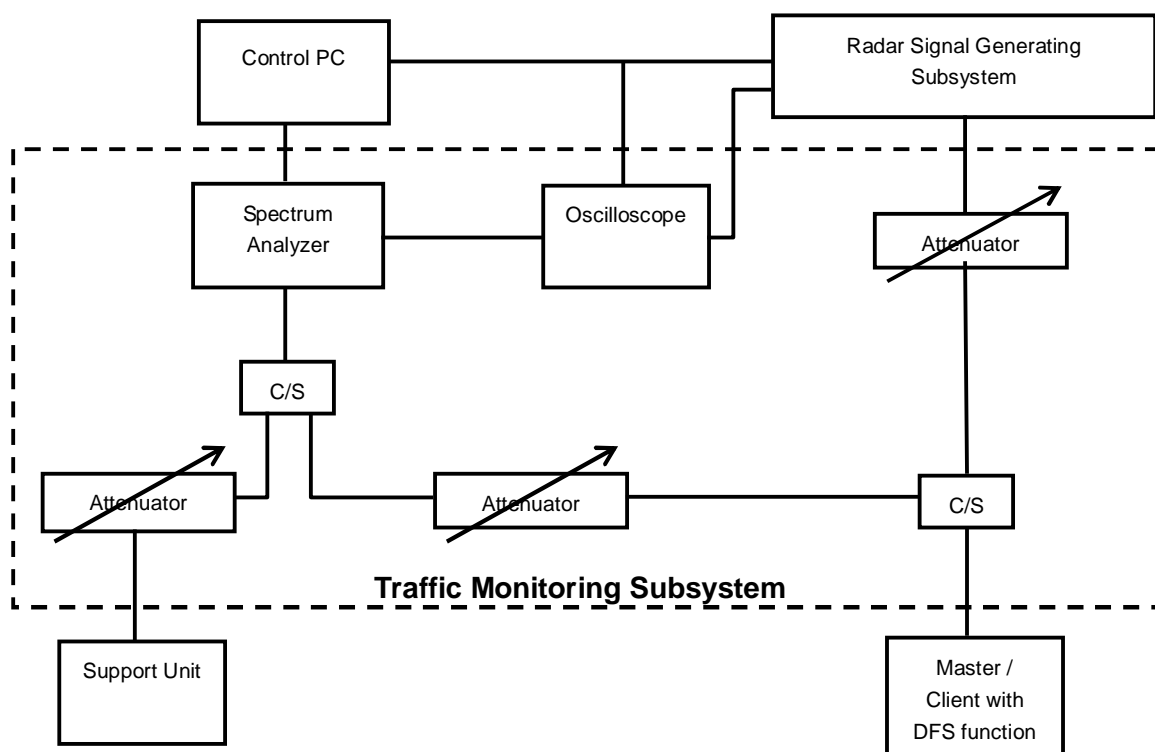 Control PC
Radar Signal Generating
Subsystem
Spectrum
Analyzer
Oscilloscope
Attenuator
C/S
Attenuator
Attenuator
C/S
Traffic Monitoring Subsystem
Support Unit
Master /
Client with
DFS function